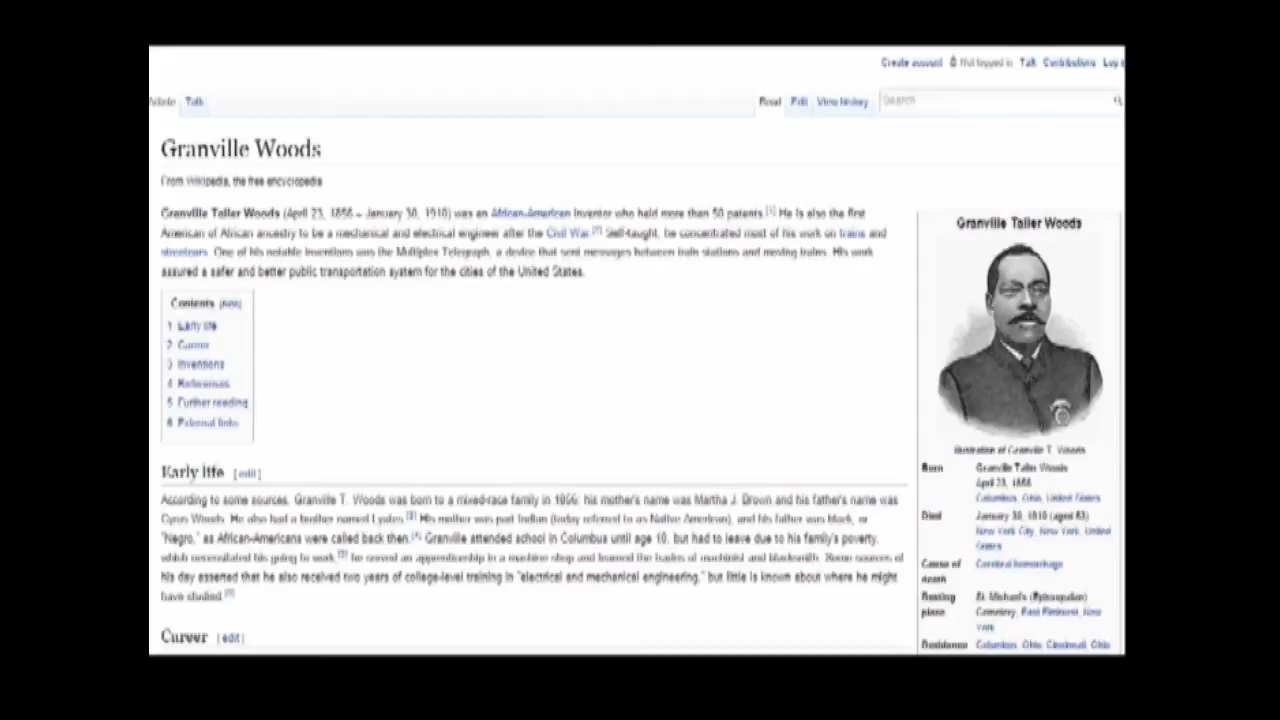 Create account Not logged in Talk Contributions Log i
Article Talk
Read Edit View history Search
Granville Woods
From Wikipedia, the free encyclopedia
Granville Tailer Woods (April 23, 1856 – January 30, 1910) was an African-American inventor who held more than 50 patents.[1] He is also the first
American of African ancestry to be a mechanical and electrical engineer after the Civil War.[2] Self-taught, he concentrated most of his work on trains and
streetcars. One of his notable inventions was the Multiplex Telegraph, a device that sent messages between train stations and moving trains. His work
assured a safer and better public transportation system for the cities of the United States.
Contents [hide]
1 Early life
2 Career
3 Inventions
4 References
5 Further reading
6 External links
Early life [edit]
According to some sources, Granville T. Woods was born to a mixed-race family in 1856; his mother's name was Martha J. Brown and his father's name was
Cyrus Woods. He also had a brother named Lyates.[3] His mother was part Indian (today referred to as Native American), and his father was black, or
"Negro," as African-Americans were called back then.[4] Granville attended school in Columbus until age 10, but had to leave due to his family's poverty,
which necessitated his going to work; he served an apprenticeship in a machine shop and learned the trades of machinist and blacksmith. Some sources of
his day asserted that he also received two years of college-level training in "electrical and mechanical engineering," but little is known about where he might
have studied.
Career [edit]
Granville Tailer Woods
Illustration of Granville T. Woods
Born Granville Tailer Woods
April 23, 1856
Columbus, Ohio, United States
Died January 30, 1910 (aged 53)
New York City, New York, United
States
Cause of death Cerebral hemorrhage
Resting place St. Michael's (Episcopalian)
Cemetery, East Elmhurst, New
York
Residence Columbus, Ohio, Cincinnati, Ohio